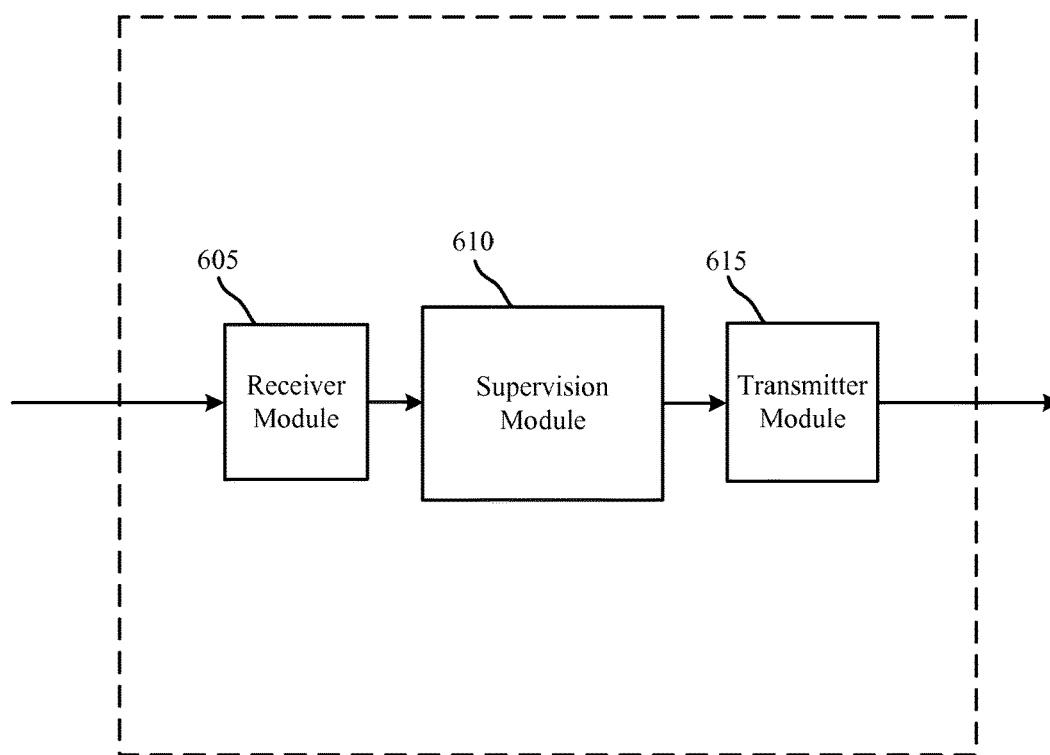 605
610
615
Receiver
Module
Supervision
Module
Transmitter
Module